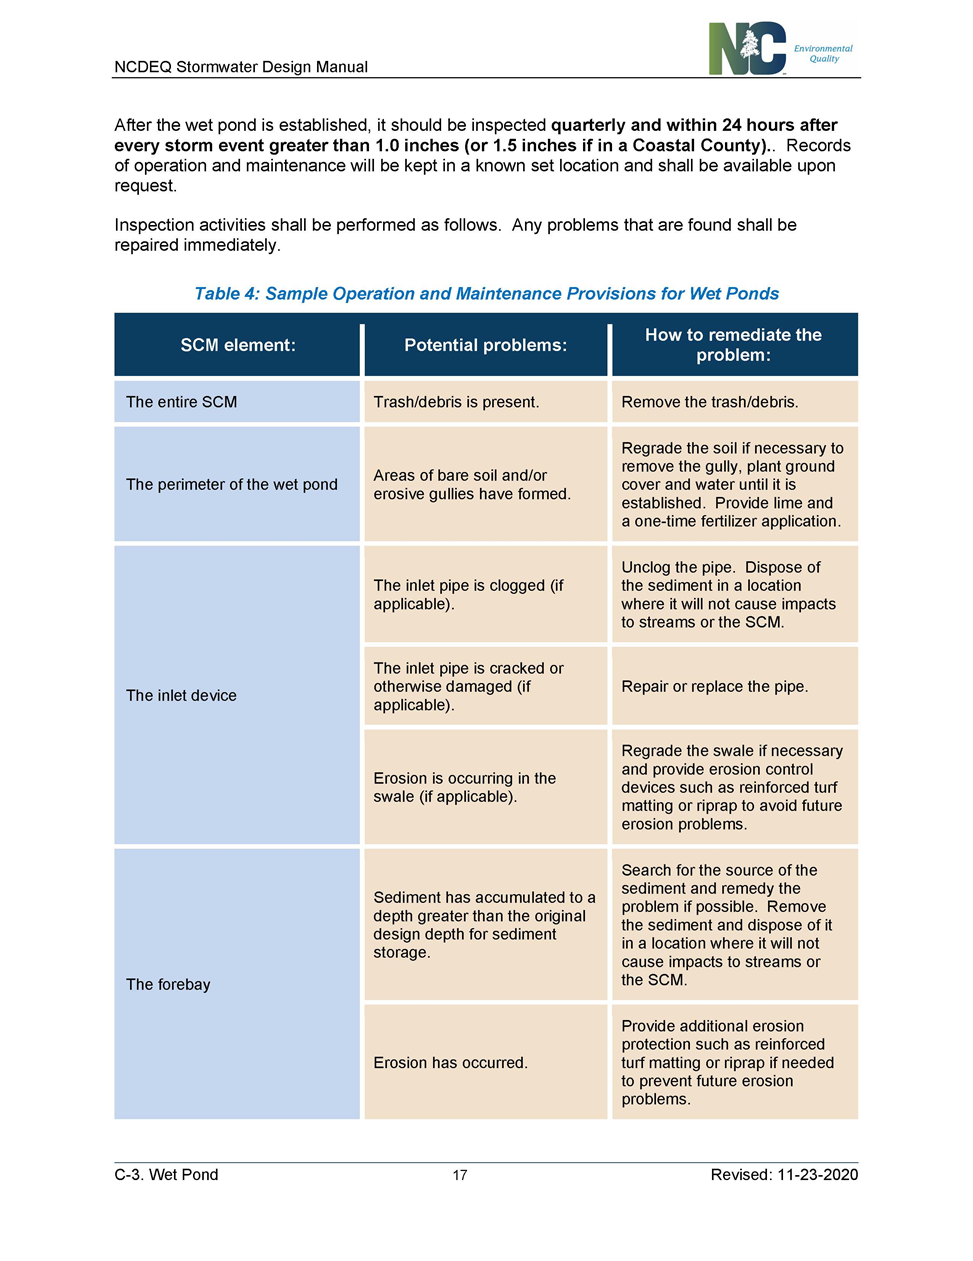 NCDEQ Stormwater Design Manual
NC
Environmental
Quality
After the wet pond is established, it should be inspected quarterly and within 24 hours after
every storm event greater than 1.0 inches (or 1.5 inches if in a Coastal County).. Records
of operation and maintenance will be kept in a known set location and shall be available upon
request.
Inspection activities shall be performed as follows. Any problems that are found shall be
repaired immediately.
Table 4: Sample Operation and Maintenance Provisions for Wet Ponds
SCM element:
Potential problems:
How to remediate the
problem:
The entire SCM
Trash/debris is present.
Remove the trash/debris.
The perimeter of the wet pond
Areas of bare soil and/or
erosive gullies have formed.
Regrade the soil if necessary to
remove the gully, plant ground
cover and water until it is
established. Provide lime and
a one-time fertilizer application.
The inlet device
The inlet pipe is clogged (if
applicable).
Unclog the pipe. Dispose of
the sediment in a location
where it will not cause impacts
to streams or the SCM.
The inlet pipe is cracked or
otherwise damaged (if
applicable).
Repair or replace the pipe.
Erosion is occurring in the
swale (if applicable).
Regrade the swale if necessary
and provide erosion control
devices such as reinforced turf
matting or riprap to avoid future
erosion problems.
The forebay
Sediment has accumulated to a
depth greater than the original
design depth for sediment
storage.
Search for the source of the
sediment and remedy the
problem if possible. Remove
the sediment and dispose of it
in a location where it will not
cause impacts to streams or
the SCM.
Erosion has occurred.
Provide additional erosion
protection such as reinforced
turf matting or riprap if needed
to prevent future erosion
problems.
C-3. Wet Pond
17
Revised: 11-23-2020